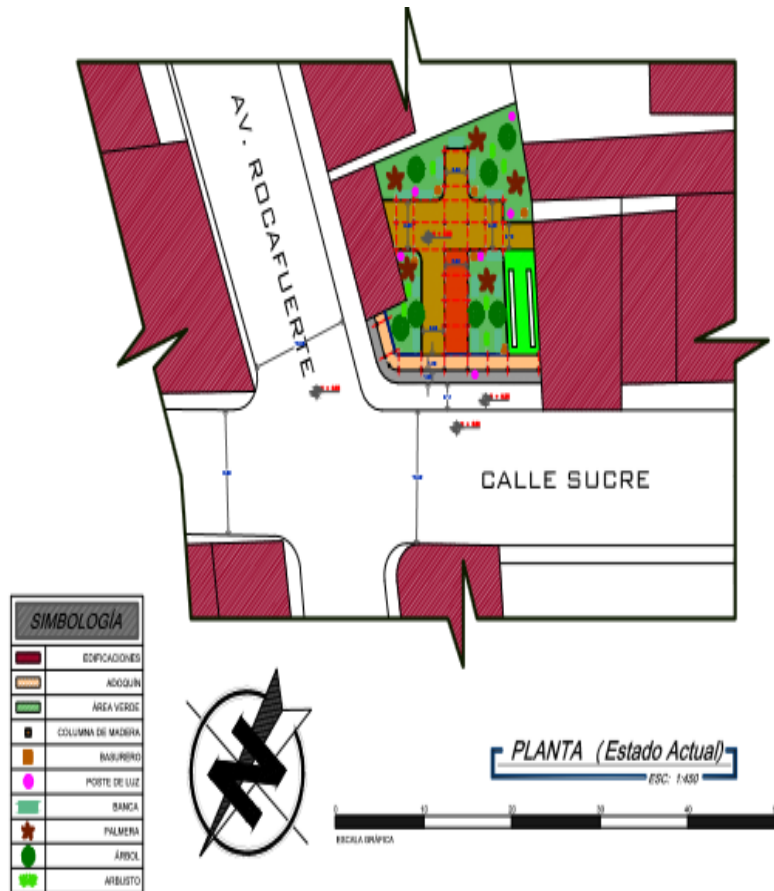 AV. ROCAFUERTE
CALLE SUCRE
SIMBOLOGÍA
EDIFICACIONES
ADOQUÍN
ÁREA VERDE
COLUMNA DE MADERA
BASURERO
POSTE DE LUZ
BANCA
PALMERA
ÁRBOL
ARBUSTO
N
PLANTA (Estado Actual)
ESC: 1:450
0 10 20 30 40
ESCALA GRÁFICA